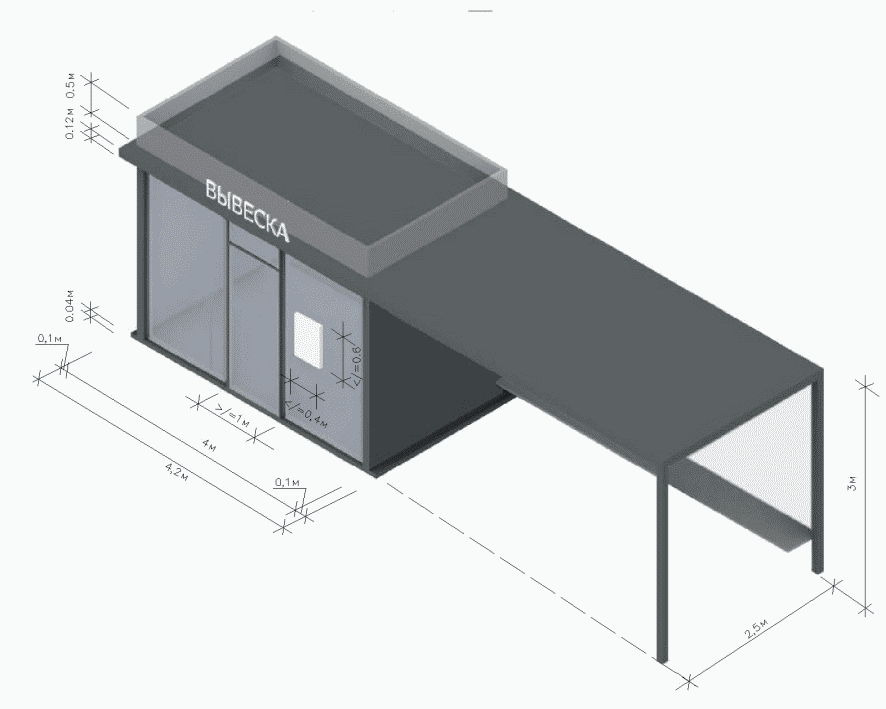 0.5м
0.12м
ВЫВЕСКА
0.04м
0,1м
</=0.6
</=0.4м
>/=1м
4м
4,2м
0,1м
3м
2,5м